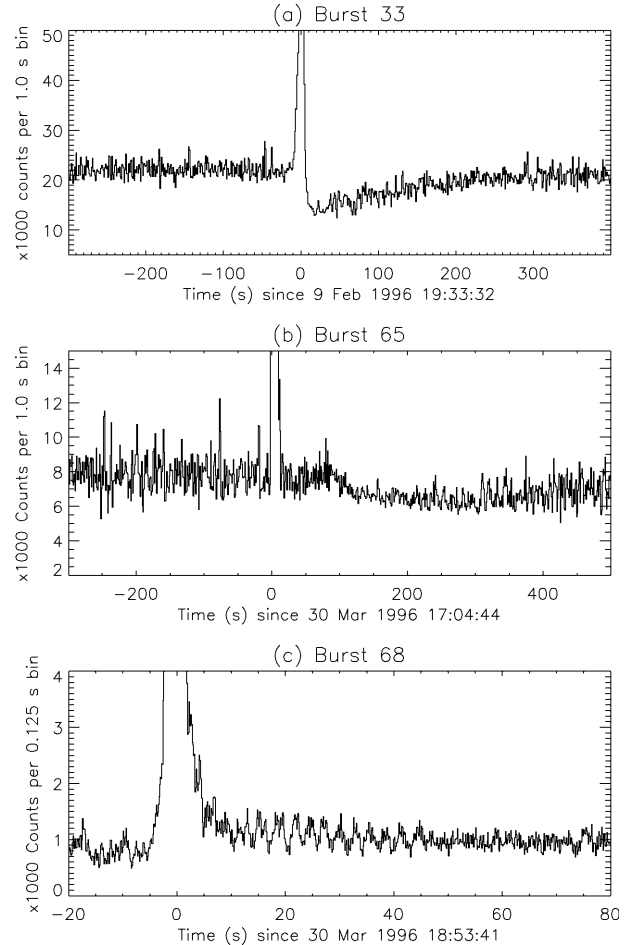 (a) Burst 33
x1000 counts per 1.0 s bin
50
40
30
20
10
−200 −100 0 100 200 300
Time (s) since 9 Feb 1996 19:33:32
(b) Burst 65
x1000 Counts per 1.0 s bin
14
12
10
8
6
4
2
−200 0 200 400
Time (s) since 30 Mar 1996 17:04:44
(c) Burst 68
x1000 Counts per 0.125 s bin
4
3
2
1
0
−20 0 20 40 60 80
Time (s) since 30 Mar 1996 18:53:41